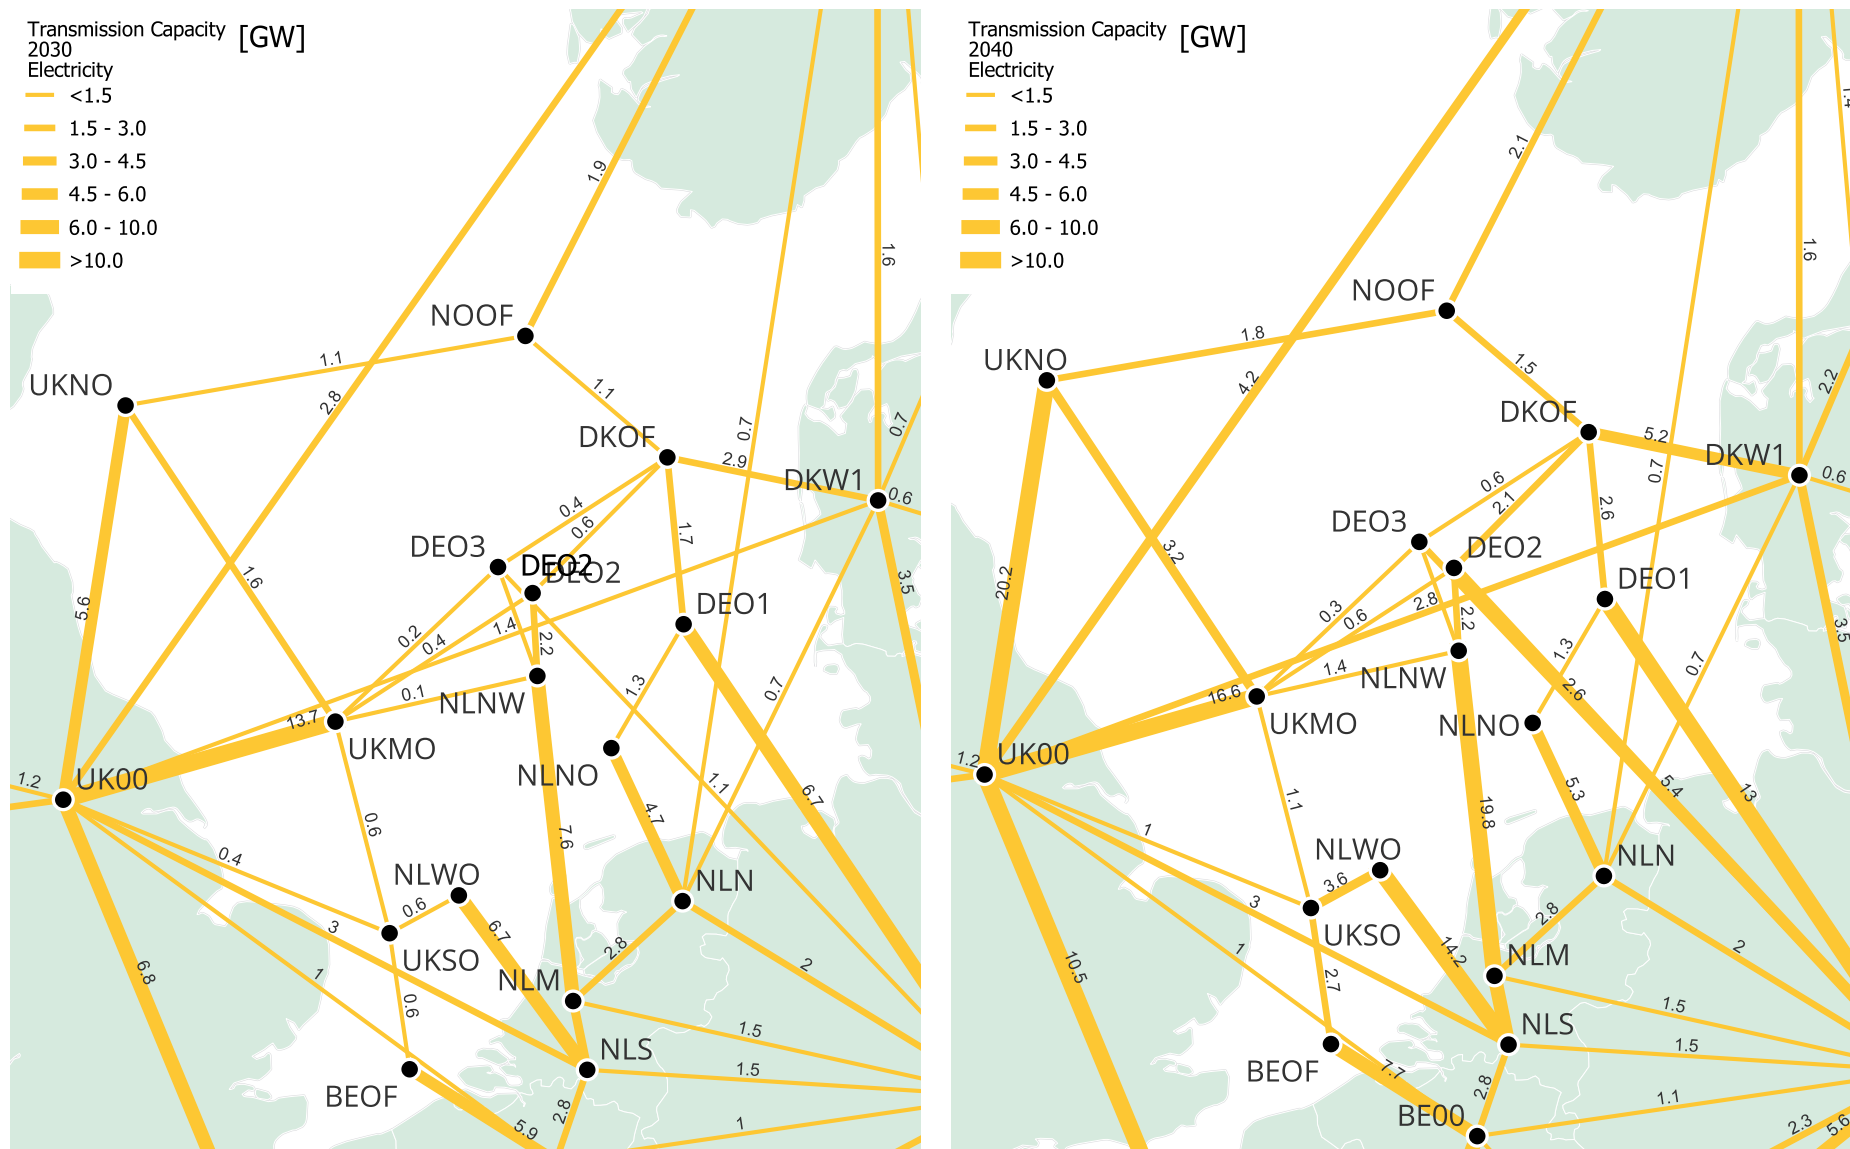 Transmission Capacity [GW]
2030
Electricity
<1.5
1.5 - 3.0
3.0 - 4.5
4.5 - 6.0
6.0 - 10.0
>10.0
1.9
1.6
NOOF
1.1
UKNO
2.8
1.1
0.7
0.7
DKOF
2.9
DKW1
0.6
0.4
0.6
1.7
DEO3
DEO2
DEO2
1.6
3.5
5.6
DEO1
0.2
0.4
1.4
2.2
1.3
0.7
0.1
NLNW
13.7
UKMO
NLNO
1.2
UK00
1.1
6.7
4.7
0.6
7.6
0.4
NLWO
NLN
0.6
3
6.7
UKSO
2.8
2
6.8
1
NLM
0.6
1.5
NLS
1.5
BEOF
2.8
5.9
1
Transmission Capacity [GW]
2040
Electricity
<1.5
1.5 - 3.0
3.0 - 4.5
4.5 - 6.0
6.0 - 10.0
>10.0
1.4
2.1
1.6
NOOF
1.8
UKNO
4.2
1.5
2.2
DKOF
5.2
DKW1
0.7
0.6
0.6
2.1
2.6
DEO3
DEO2
3.2
20.2
DEO1
0.3
0.6
2.8
2.2
3.5
1.3
0.7
1.4
NLNW
2.6
16.6
UKMO
NLNO
1.2
UK00
1.1
5.3
5.4
13
19.8
1
NLWO
NLN
3.6
3
2.8
UKSO
14.2
2
1
NLM
10.5
2.7
1.5
NLS
1.5
BEOF
7.7
2.8
1.1
BE00
2.3
5.6